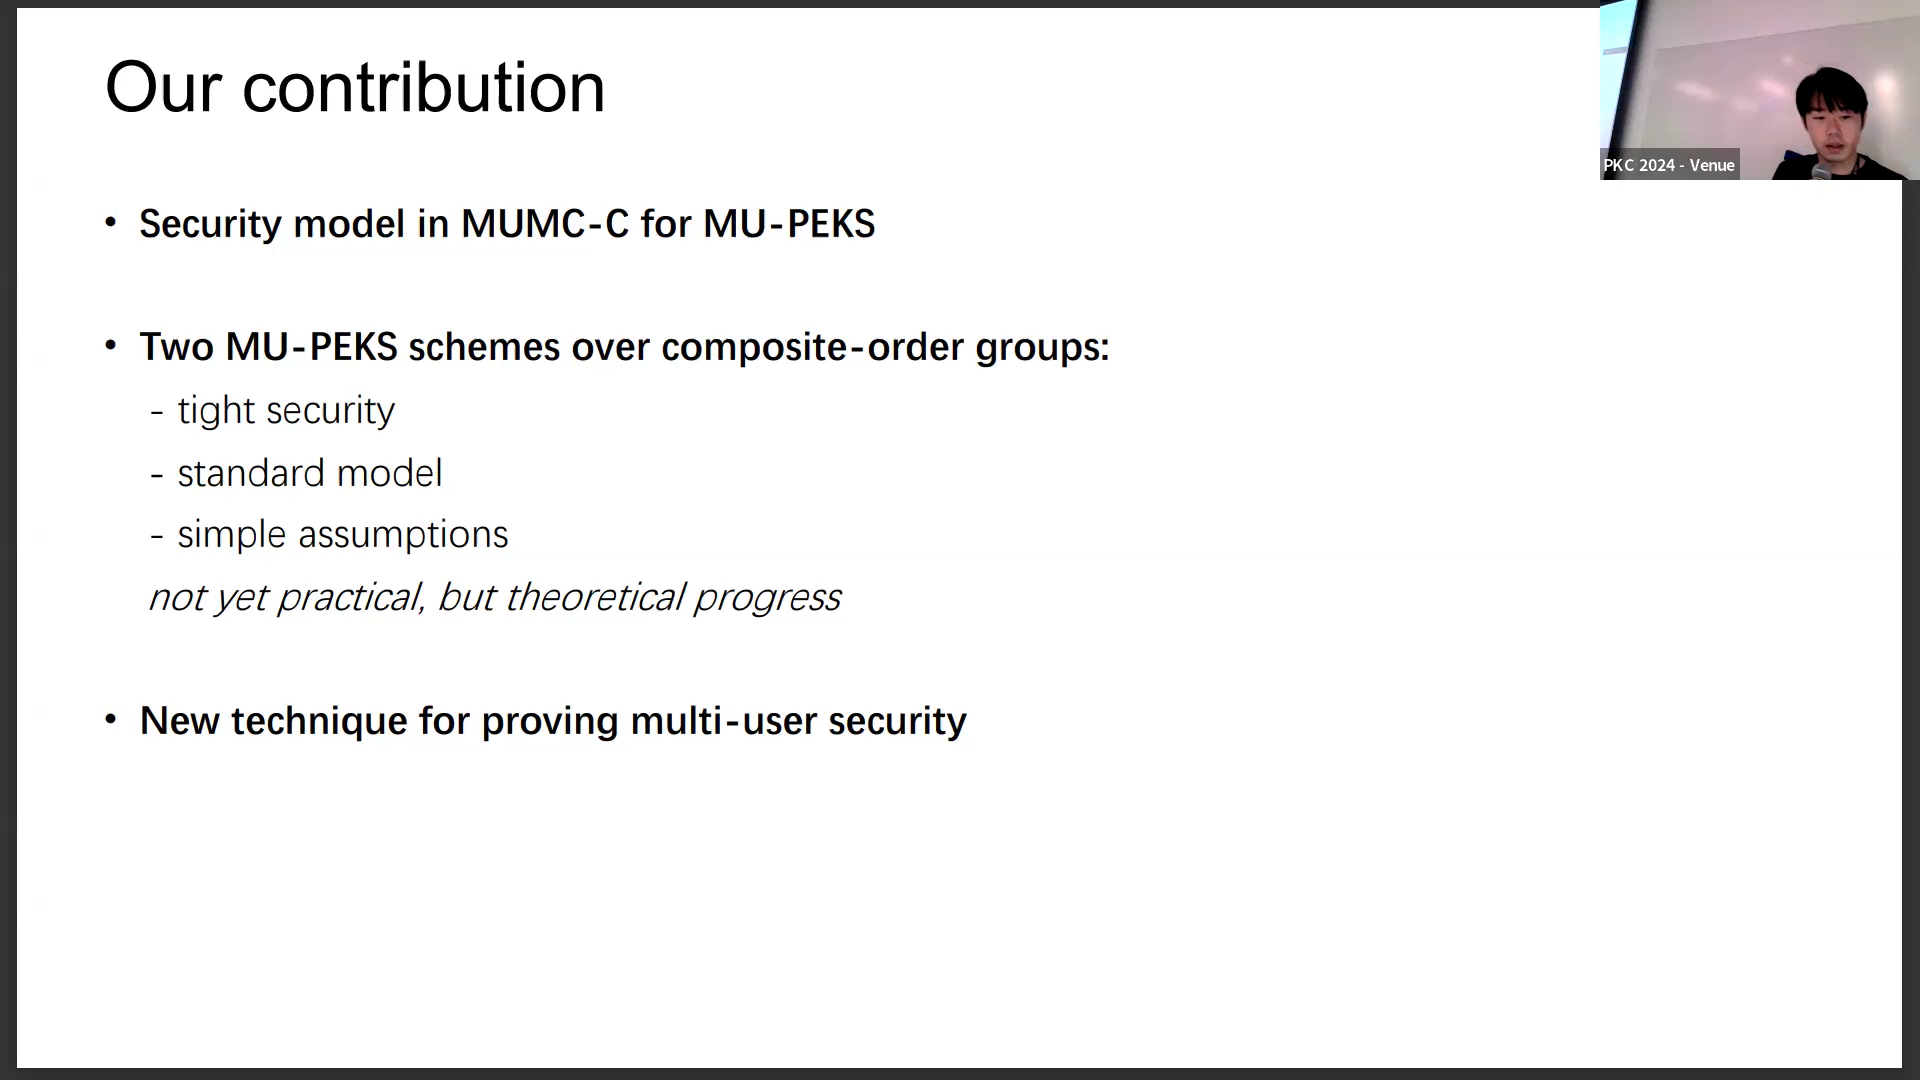 Our contribution
PKC 2024 - Venue
• Security model in MUMC-C for MU-PEKS
• Two MU-PEKS schemes over composite-order groups:
- tight security
- standard model
- simple assumptions
not yet practical, but theoretical progress
• New technique for proving multi-user security